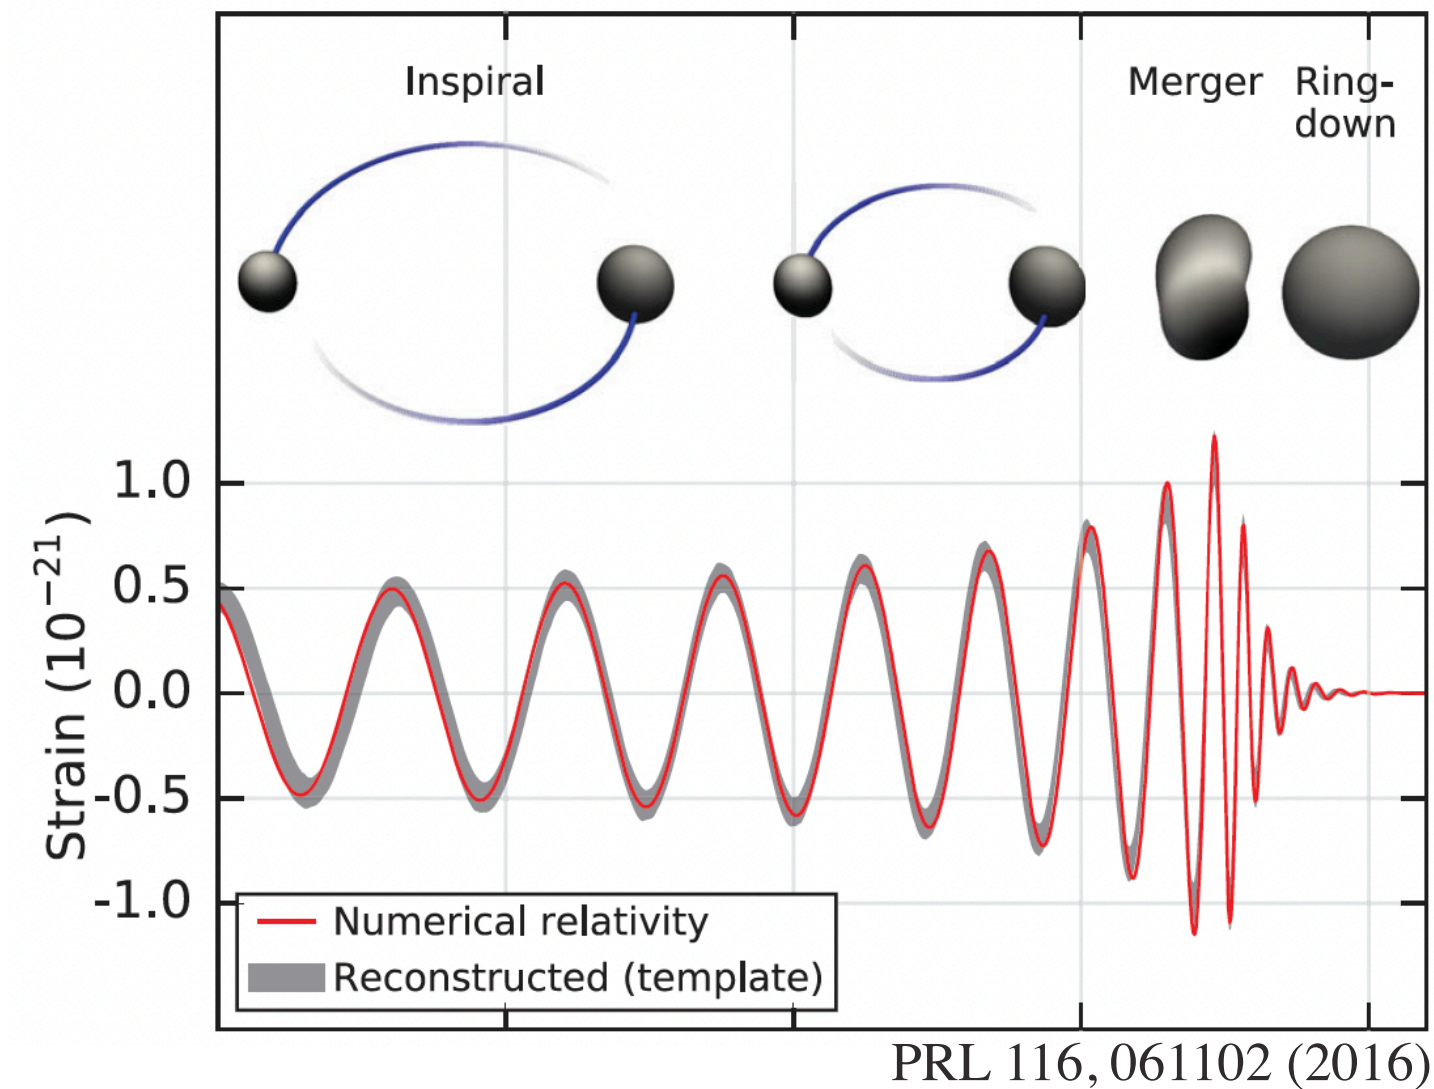 Inspiral
Merger
Ring-
down
1.0
0.5
0.0
-0.5
-1.0
Strain (10⁻²¹)
Numerical relativity
Reconstructed (template)
PRL 116, 061102 (2016)